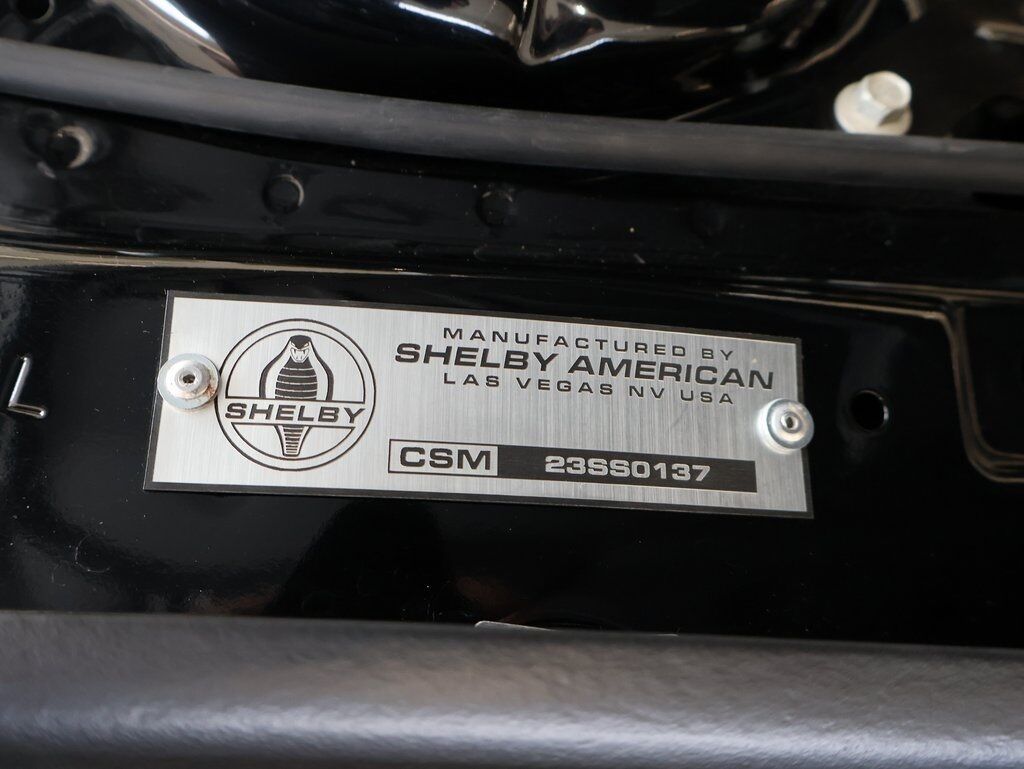 MANUFACTURED BY
SHELBY AMERICAN
LAS VEGAS NV USA
SHELBY
CSM 23SS0137
L